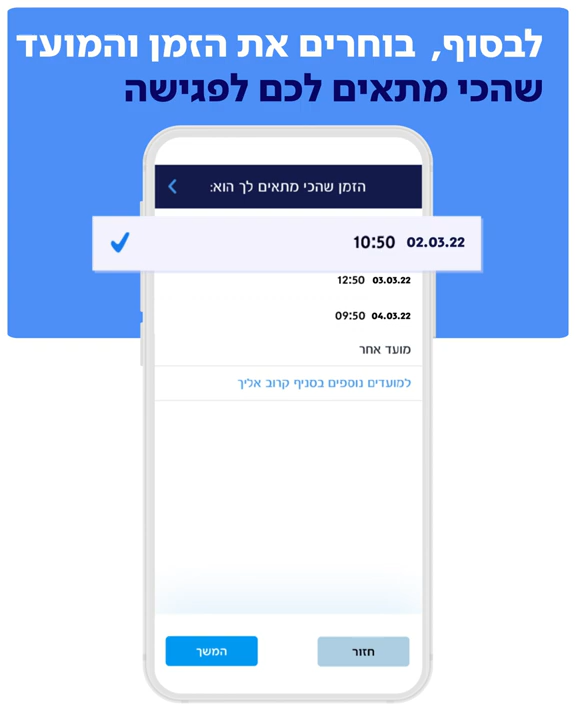 לבסוף, בוחרים את הזמן והמועד
שהכי מתאים לכם לפגישה
הזמן שהכי מתאים לך הוא:
02.03.22 10:50
03.03.22 12:50
04.03.22 09:50
מועד אחר
למועדים נוספים בסניף קרוב אליך
חזור המשך